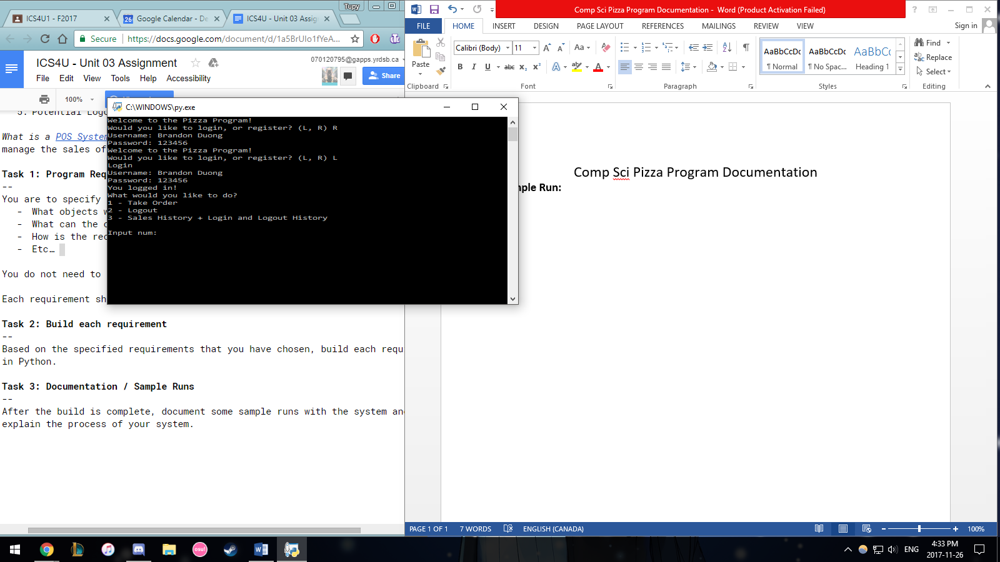 Tupy
ICS4U1 - F2017
Google Calendar - De
ICS4U - Unit 03 Assig
Secure
https://docs.google.com/document/d/1a5BrUIo1fYeA...
ICS4U - Unit 03 Assignment
070120795@gapps.yrdsb.ca
File Edit View Tools Help Accessibility
Share
100%
5. Potential Logo
What is a POS System
manage the sales of
Task 1: Program Req
--
You are to specify
- What objects w
- What can the c
- How is the rec
- Etc…
You do not need to
Each requirement sh
Task 2: Build each requirement
--
Based on the specified requirements that you have chosen, build each requ
in Python.
Task 3: Documentation / Sample Runs
--
After the build is complete, document some sample runs with the system and
explain the process of your system.
C:\WINDOWS\py.exe
Welcome to the Pizza Program!
Would you like to login, or register? (L, R) R
Username: Brandon Duong
Password: 123456
Welcome to the Pizza Program!
Would you like to login, or register? (L, R) L
Login
Username: Brandon Duong
Password: 123456
You logged in!
What would you like to do?
1 - Take Order
2 - Logout
3 - Sales History + Login and Logout History
Input num:
Comp Sci Pizza Program Documentation - Word (Product Activation Failed)
FILE HOME INSERT DESIGN PAGE LAYOUT REFERENCES MAILINGS REVIEW VIEW
Sign in
Paste
Calibri (Body) 11
AaBbCcDc AaBbCcDc AaBbCc
¶ Normal ¶ No Spac... Heading 1
Find
Replace
Select
Clipboard Font Paragraph Styles Editing
Comp Sci Pizza Program Documentation
mple Run:
PAGE 1 OF 1 7 WORDS ENGLISH (CANADA)
100%
osu!
ENG
4:33 PM
2017-11-26